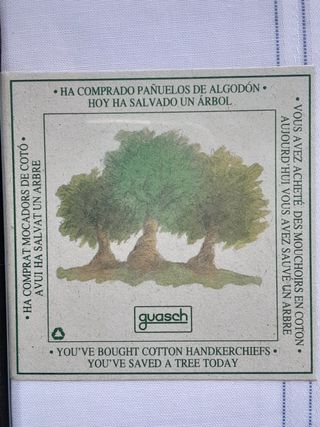 • HA COMPRADO PAÑUELOS DE ALGODÓN •
HOY HA SALVADO UN ÁRBOL
• VOUS AVEZ ACHETÉ DES MOUCHOIRS EN COTON •
AUJOURD'HUI VOUS AVEZ SAUVÉ UN ARBRE
• HA COMPRAT MOCADORS DE COTÓ •
AVUI HA SALVAT UN ARBRE
guasch
• YOU'VE BOUGHT COTTON HANDKERCHIEFS •
YOU'VE SAVED A TREE TODAY